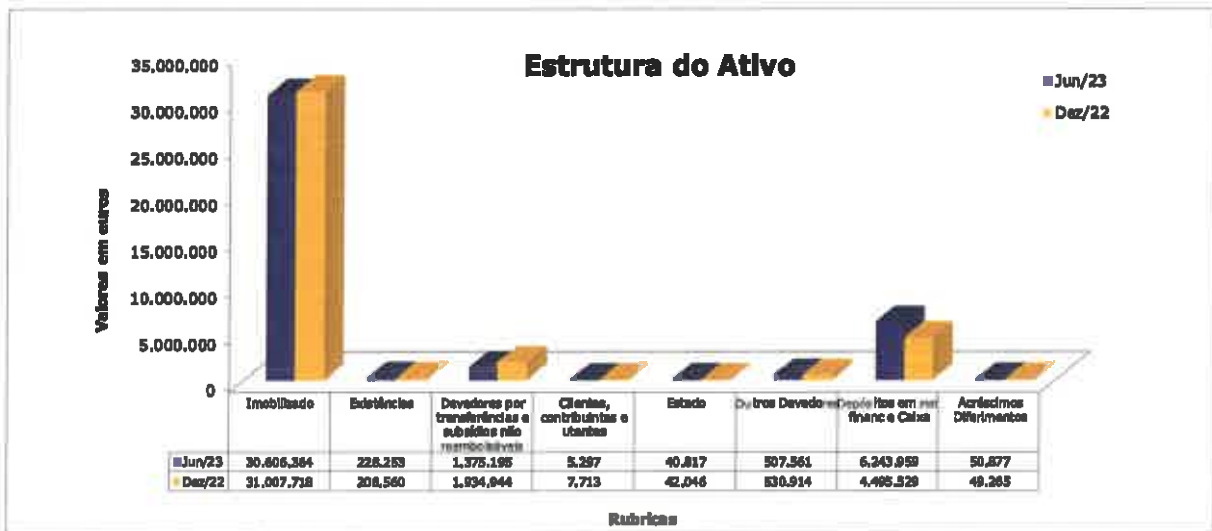 Estrutura do Ativo
Jun/23
Dez/22
35.000.000
30.000.000
25.000.000
20.000.000
15.000.000
10.000.000
5.000.000
0
Valores em euros
Imobilizado
Existências
Devedores por
transferências e
subsídios não
reembolsáveis
Clientes,
contribuintes e
utentes
Estado
Outros Devedores
Depósitos em
financ e Caixa
Acréscimos
Diferimentos
Jun/23 30.606.364 226.253 1.375.195 5.297 40.817 507.561 6.243.959 50.877
Dez/22 31.007.718 1.934.944 7.713 42.046 530.914 4.495.529 49.265
Rubricas